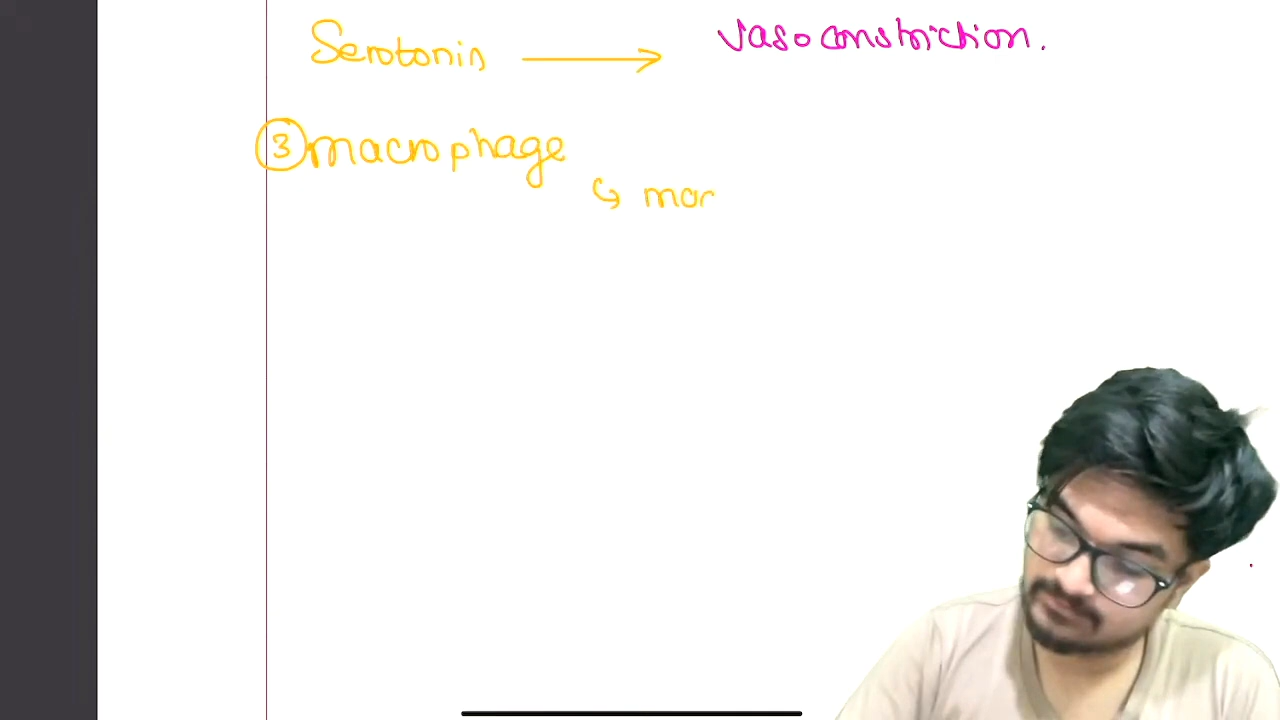 Serotonin → vasoconstriction.
③ macrophage
↳ mor